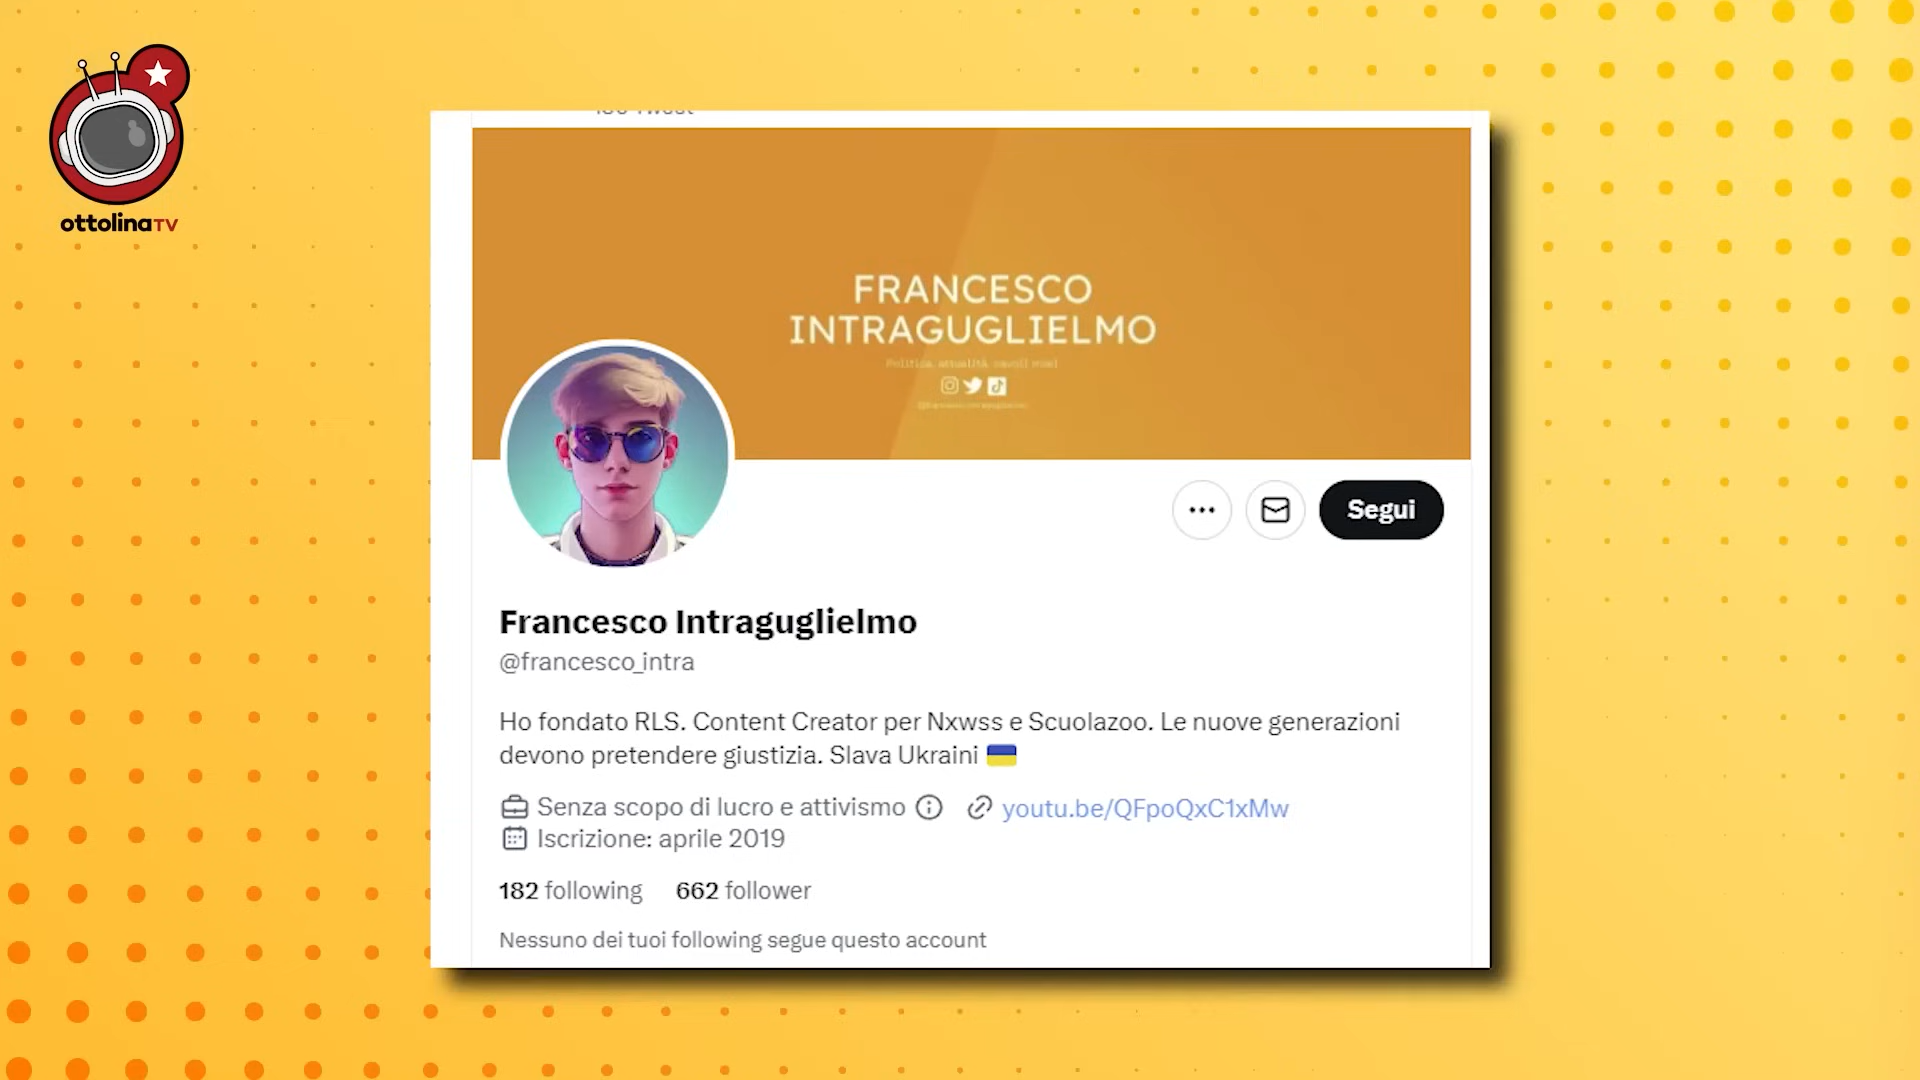 ottolinaTV
FRANCESCO
INTRAGUGLIELMO
Segui
Francesco Intraguglielmo
@francesco_intra
Ho fondato RLS. Content Creator per Nxwss e Scuolazoo. Le nuove generazioni
devono pretendere giustizia. Slava Ukraini
Senza scopo di lucro e attivismo youtu.be/QFpoQxC1xMw
Iscrizione: aprile 2019
182 following 662 follower
Nessuno dei tuoi following segue questo account